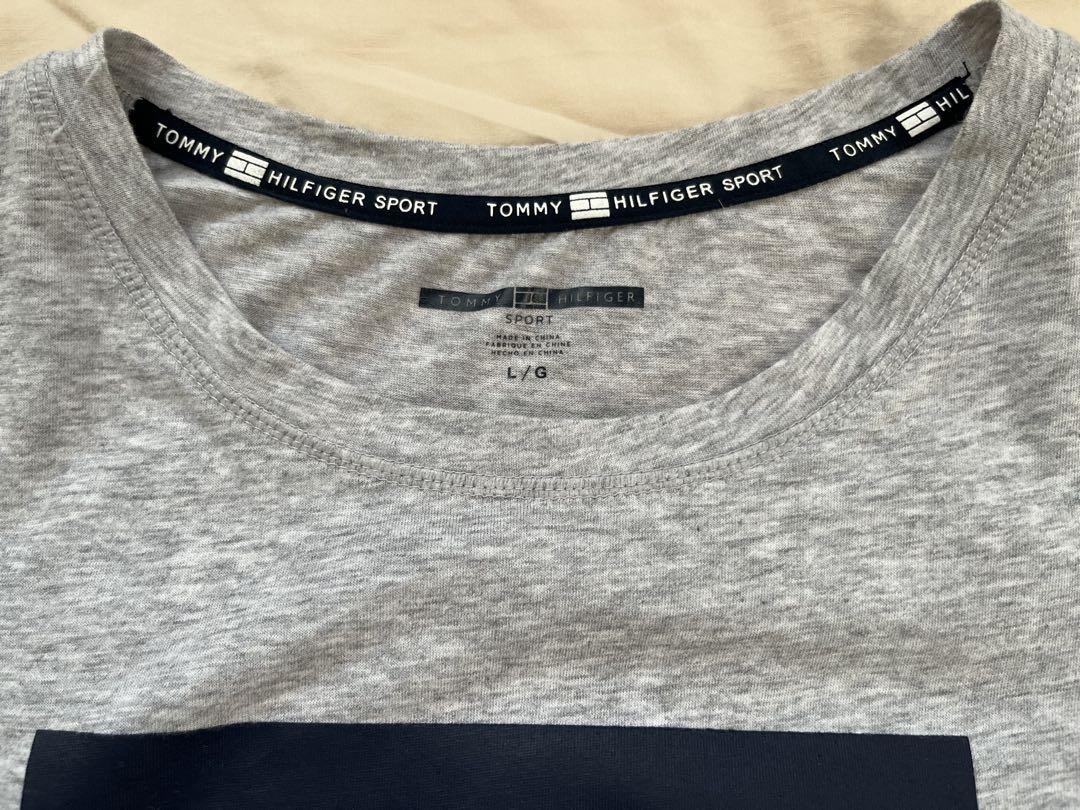 TOMMY HILFIGER SPORT TOMMY HILFIGER SPORT TOMMY HIL
TOMMY HILFIGER
SPORT
MADE IN CHINA
FABRIQUE EN CHINE
HECHO EN CHINA
L/G